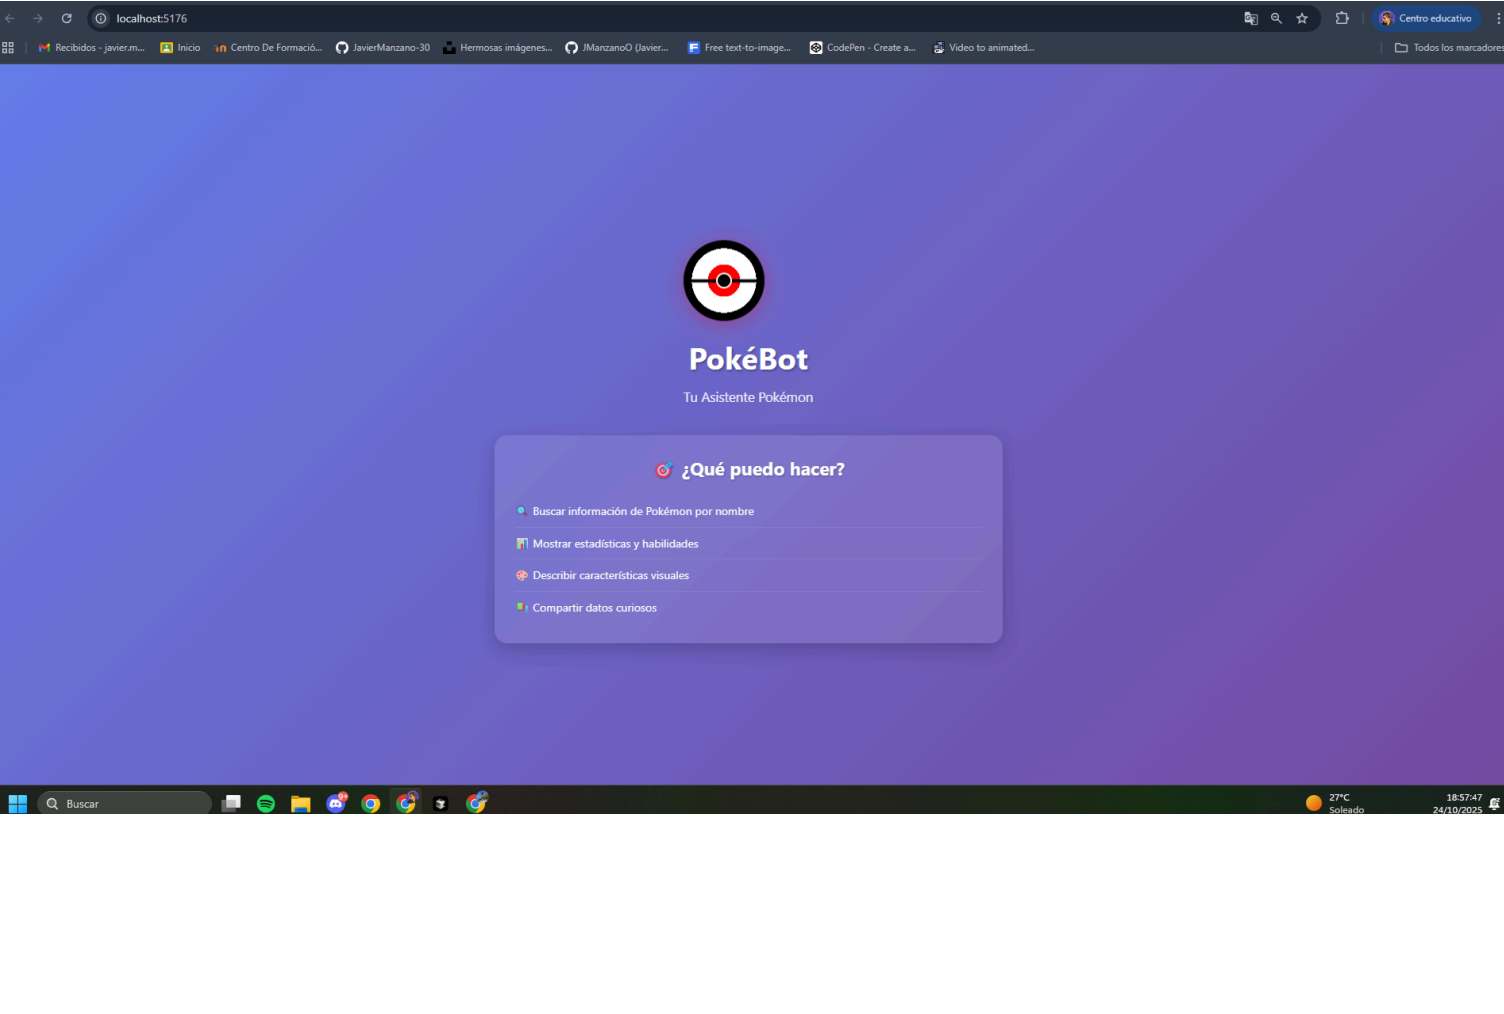 localhost:5176
Centro educativo
Recibidos - javier.m...
Inicio
Centro De Formació...
JavierManzano-30
Hermosas imágenes...
JManzanoO (Javier...
Free text-to-image...
CodePen - Create a...
Video to animated...
Todos los marcadores
PokéBot
Tu Asistente Pokémon
🎯 ¿Qué puedo hacer?
🔍 Buscar información de Pokémon por nombre
📊 Mostrar estadísticas y habilidades
🎨 Describir características visuales
Compartir datos curiosos
Buscar
9+
27°C
Soleado
18:57:47
24/10/2025